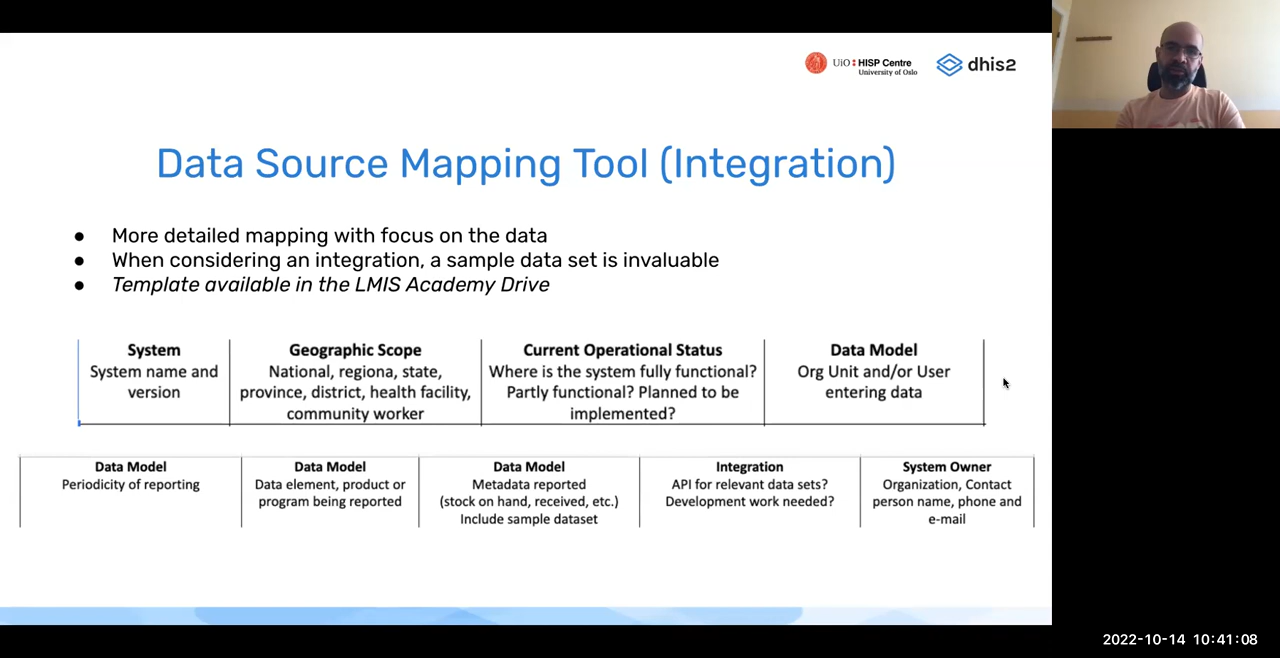 UiO : HISP Centre
University of Oslo
dhis2
Data Source Mapping Tool (Integration)
● More detailed mapping with focus on the data
● When considering an integration, a sample data set is invaluable
● Template available in the LMIS Academy Drive
System
System name and
version
Geographic Scope
National, regiona, state,
province, district, health facility,
community worker
Current Operational Status
Where is the system fully functional?
Partly functional? Planned to be
implemented?
Data Model
Org Unit and/or User
entering data
Data Model
Periodicity of reporting
Data Model
Data element, product or
program being reported
Data Model
Metadata reported
(stock on hand, received, etc.)
Include sample dataset
Integration
API for relevant data sets?
Development work needed?
System Owner
Organization, Contact
person name, phone and
e-mail
2022-10-14 10:41:08